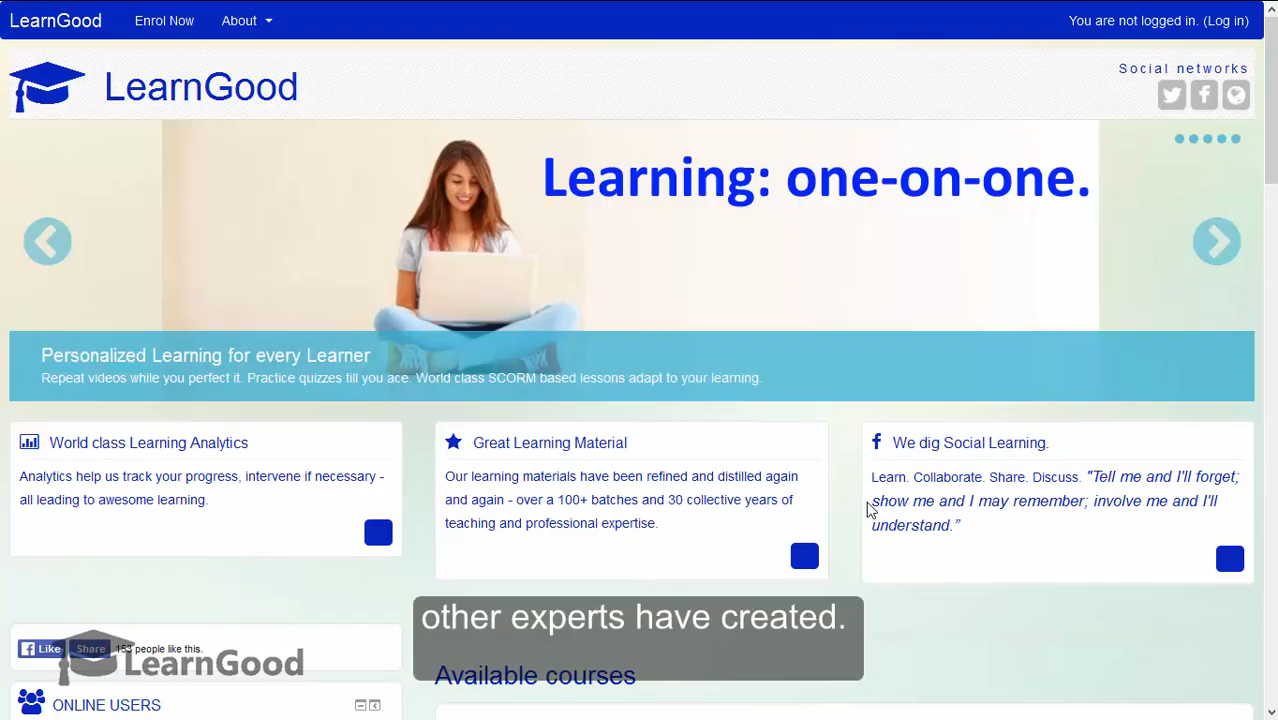 LearnGood Enrol Now About You are not logged in. (Log in)
LearnGood
Social networks
Learning: one-on-one.
Personalized Learning for every Learner
Repeat videos while you perfect it. Practice quizzes till you ace. World class SCORM based lessons adapt to your learning.
World class Learning Analytics
Analytics help us track your progress, intervene if necessary -
all leading to awesome learning.
Great Learning Material
Our learning materials have been refined and distilled again
and again - over a 100+ batches and 30 collective years of
teaching and professional expertise.
We dig Social Learning.
Learn. Collaborate. Share. Discuss. "Tell me and I'll forget;
show me and I may remember; involve me and I'll
understand.”
other experts have created.
Like Share 153 people like this.
LearnGood
Available courses
ONLINE USERS